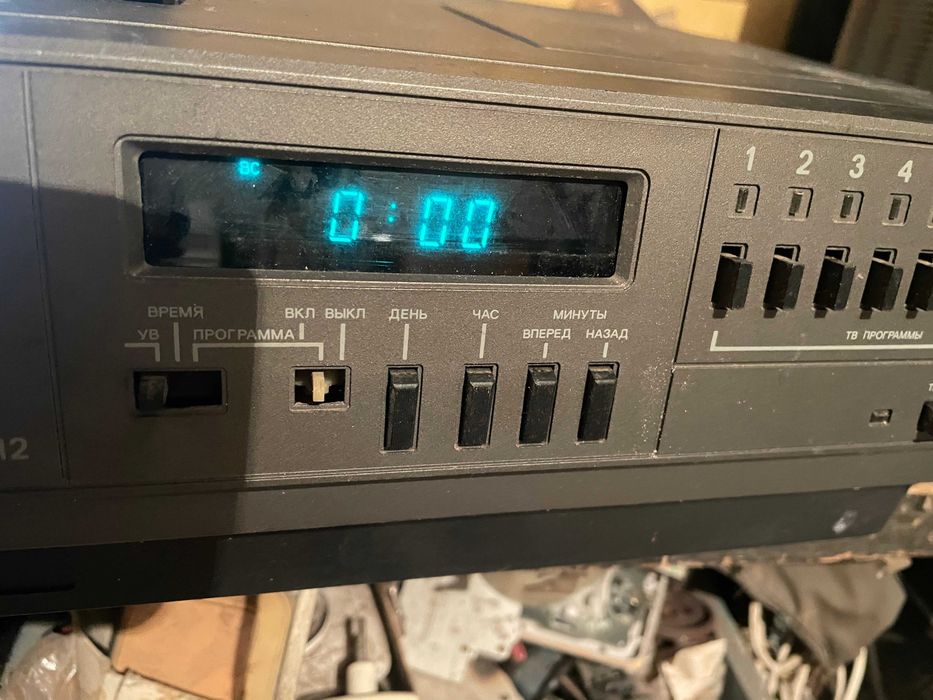 ВС
0:00
1 2 3 4
ВРЕМЯ ВКЛ ВЫКЛ ДЕНЬ ЧАС МИНУТЫ
УВ ПРОГРАММА ВПЕРЕД НАЗАД
ТВ ПРОГРАММЫ